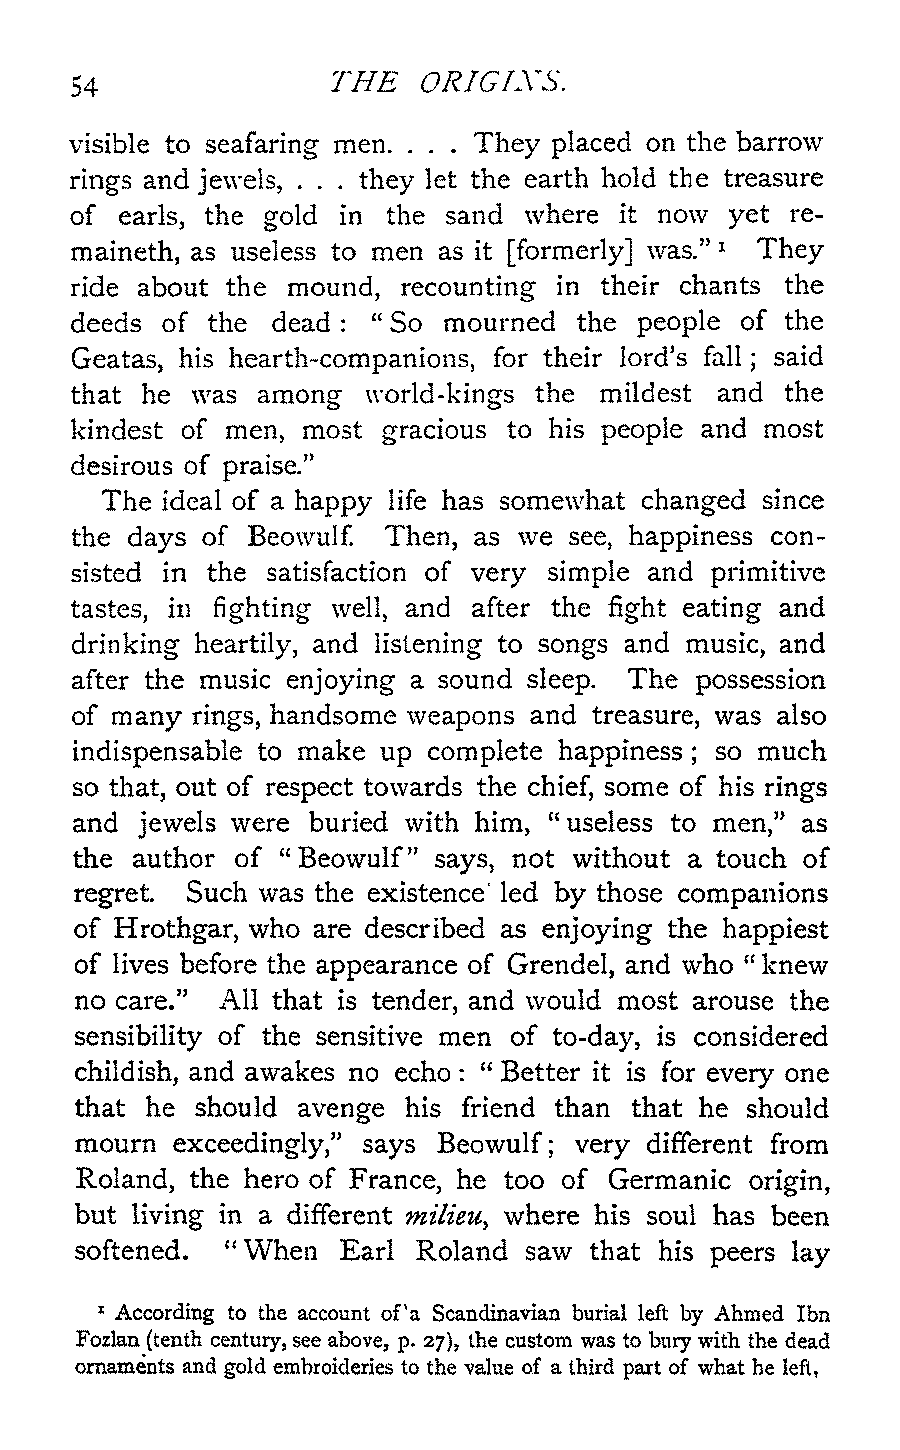 54 THE ORIGINS.
visible to seafaring men. . . . They placed on the barrow
rings and jewels, . . . they let the earth hold the treasure
of earls, the gold in the sand where it now yet re-
maineth, as useless to men as it [formerly] was." ¹ They
ride about the mound, recounting in their chants the
deeds of the dead : " So mourned the people of the
Geatas, his hearth-companions, for their lord's fall ; said
that he was among world-kings the mildest and the
kindest of men, most gracious to his people and most
desirous of praise."
The ideal of a happy life has somewhat changed since
the days of Beowulf. Then, as we see, happiness con-
sisted in the satisfaction of very simple and primitive
tastes, in fighting well, and after the fight eating and
drinking heartily, and listening to songs and music, and
after the music enjoying a sound sleep. The possession
of many rings, handsome weapons and treasure, was also
indispensable to make up complete happiness ; so much
so that, out of respect towards the chief, some of his rings
and jewels were buried with him, " useless to men," as
the author of " Beowulf " says, not without a touch of
regret. Such was the existence led by those companions
of Hrothgar, who are described as enjoying the happiest
of lives before the appearance of Grendel, and who " knew
no care." All that is tender, and would most arouse the
sensibility of the sensitive men of to-day, is considered
childish, and awakes no echo : " Better it is for every one
that he should avenge his friend than that he should
mourn exceedingly," says Beowulf ; very different from
Roland, the hero of France, he too of Germanic origin,
but living in a different milieu, where his soul has been
softened. " When Earl Roland saw that his peers lay
¹ According to the account of a Scandinavian burial left by Ahmed Ibn
Fozlan (tenth century, see above, p. 27), the custom was to bury with the dead
ornaments and gold embroideries to the value of a third part of what he left,